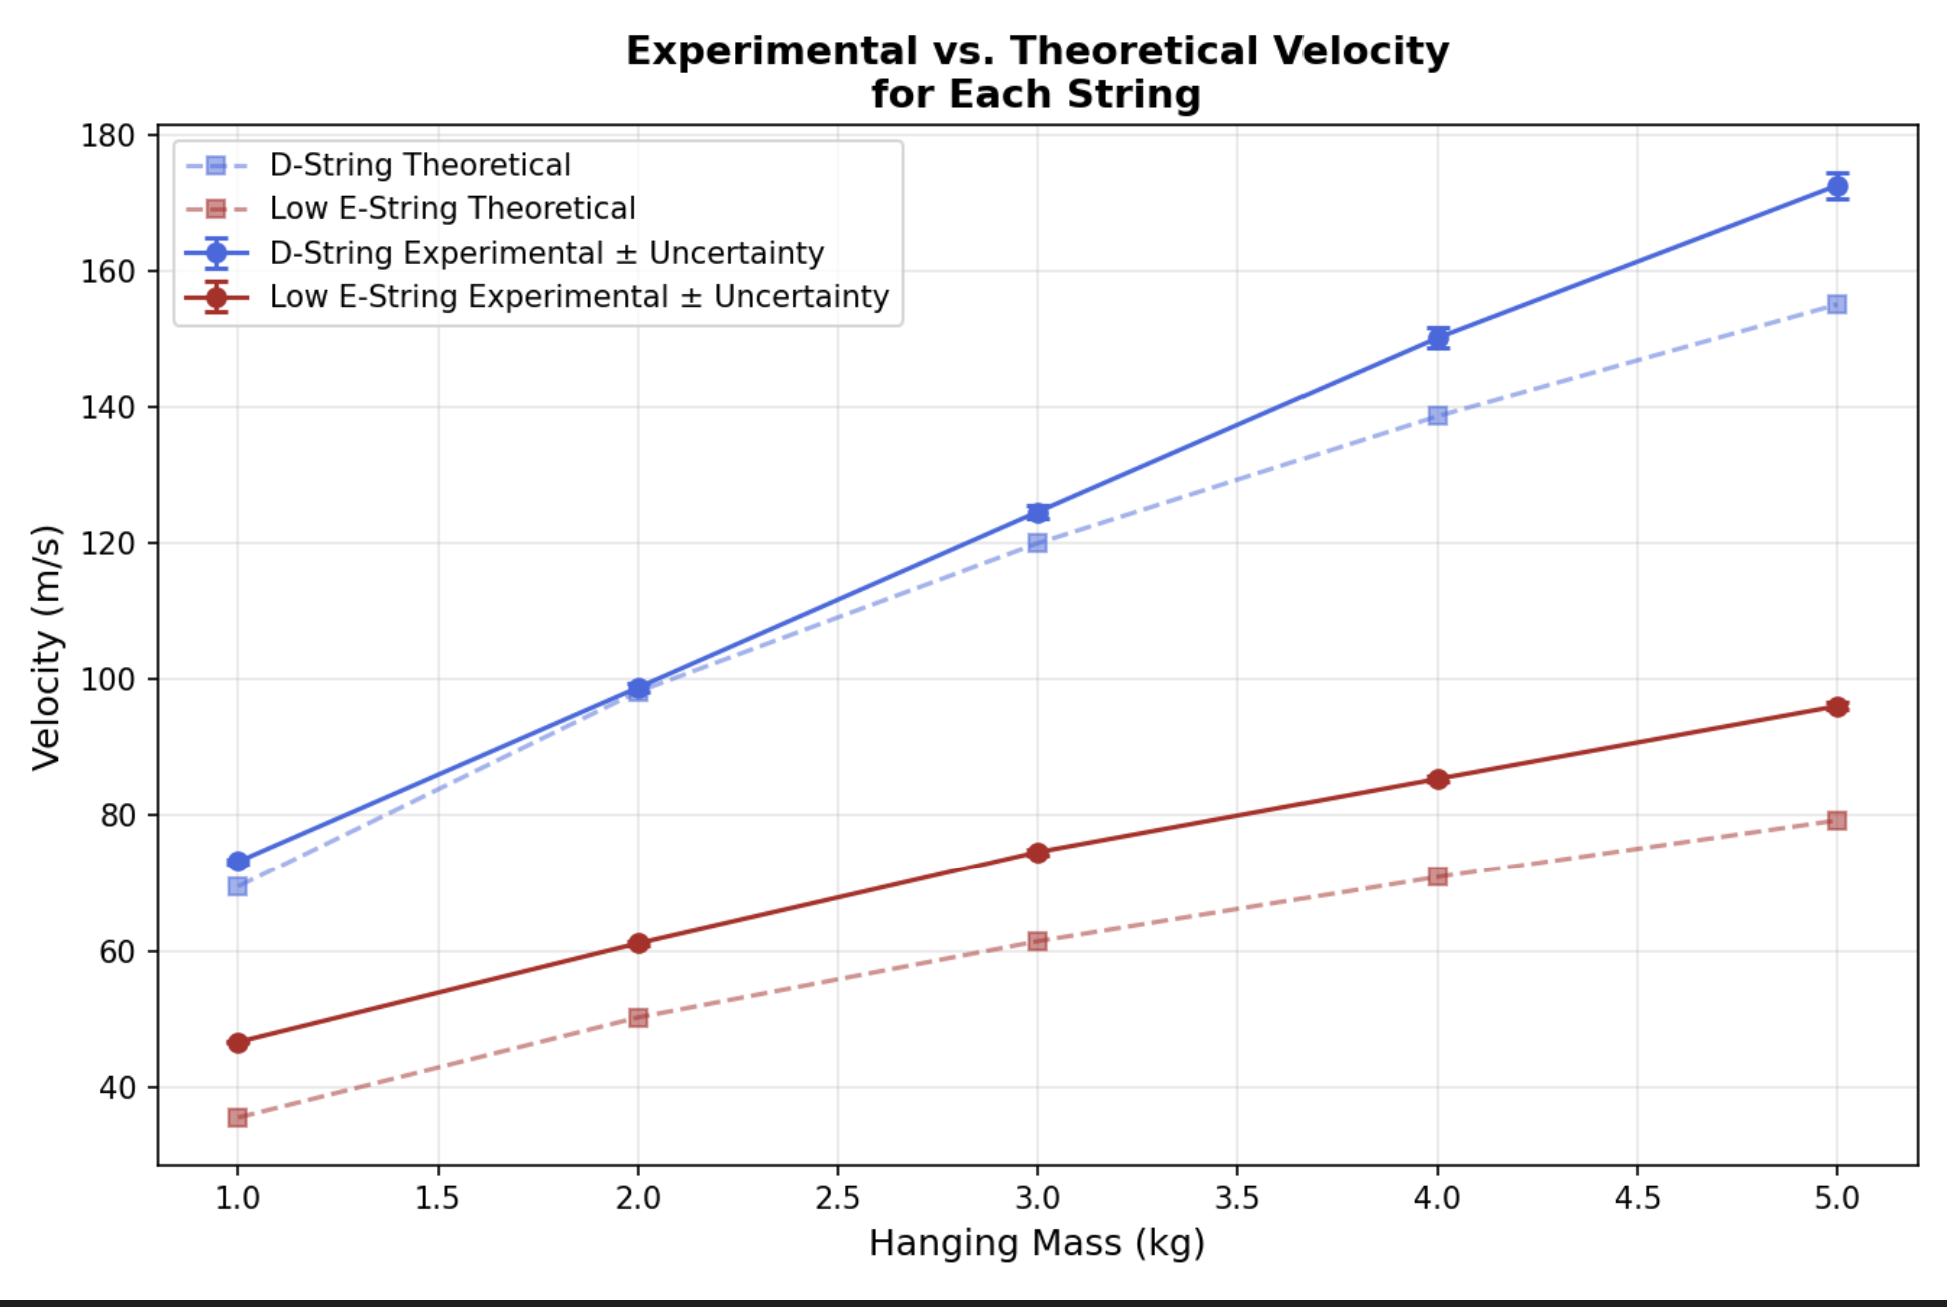 Experimental vs. Theoretical Velocity
for Each String
D-String Theoretical
Low E-String Theoretical
D-String Experimental ± Uncertainty
Low E-String Experimental ± Uncertainty
Velocity (m/s)
180
160
140
120
100
80
60
40
1.0 1.5 2.0 2.5 3.0 3.5 4.0 4.5 5.0
Hanging Mass (kg)